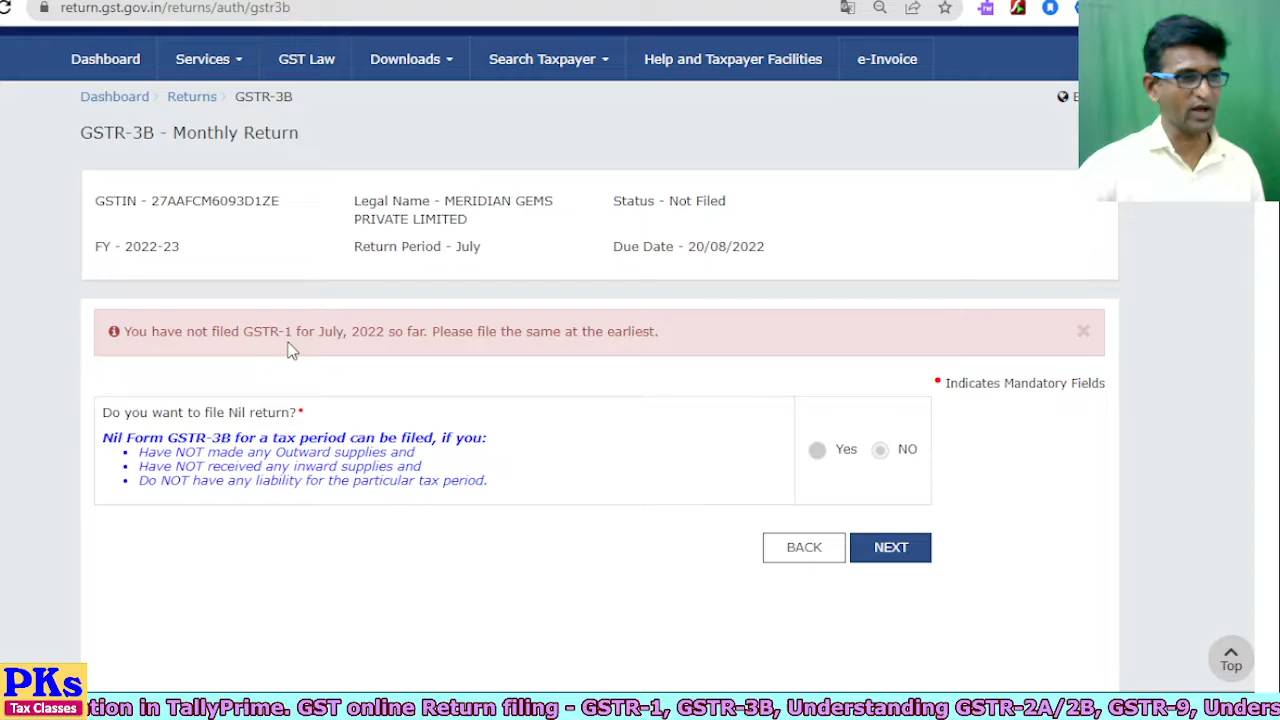 return.gst.gov.in/returns/auth/gstr3b
Dashboard Services GST Law Downloads Search Taxpayer Help and Taxpayer Facilities e-Invoice
Dashboard Returns GSTR-3B
E
GSTR-3B - Monthly Return
GSTIN - 27AAFCM6093D1ZE
Legal Name - MERIDIAN GEMS
PRIVATE LIMITED
Status - Not Filed
FY - 2022-23
Return Period - July
Due Date - 20/08/2022
You have not filed GSTR-1 for July, 2022 so far. Please file the same at the earliest.
• Indicates Mandatory Fields
Do you want to file Nil return?•
Nil Form GSTR-3B for a tax period can be filed, if you:
• Have NOT made any Outward supplies and
• Have NOT received any inward supplies and
• Do NOT have any liability for the particular tax period.
Yes NO
BACK NEXT
Top
PKs
Tax Classes
ation in TallyPrime. GST online Return filing - GSTR-1, GSTR-3B, Understanding GSTR-2A/2B, GSTR-9, Unders